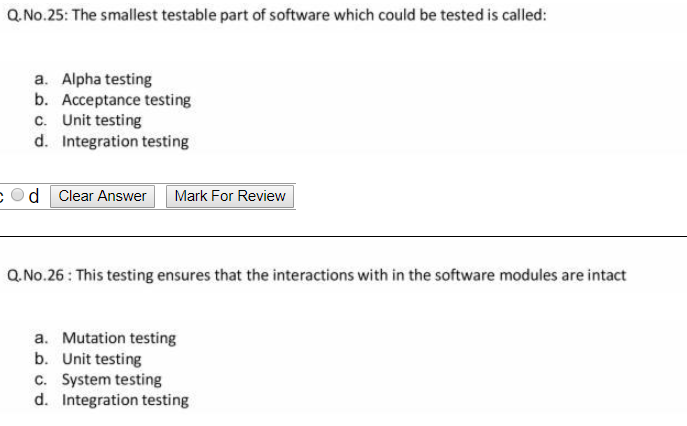 Q.No.25: The smallest testable part of software which could be tested is called:
a. Alpha testing
b. Acceptance testing
c. Unit testing
d. Integration testing
c d Clear Answer Mark For Review
Q.No.26 : This testing ensures that the interactions with in the software modules are intact
a. Mutation testing
b. Unit testing
c. System testing
d. Integration testing